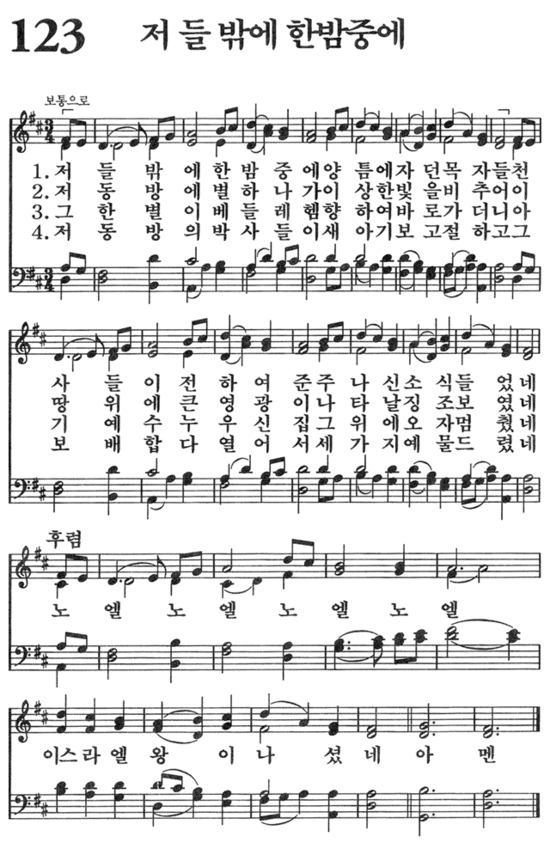 123 저 들 밖에 한밤중에
보통으로
3/4
1. 저 들 밖 에 한 밤 중 에 양 틈 에 자 던 목 자 들 천
2. 저 동 방 에 별 하 나 가 이 상 한 빛 을 비 추 어 이
3. 그 한 별 이 베 들 레 헴 향 하 여 바 로 가 더 니 아
4. 저 동 방 의 박 사 들 이 새 아 기 보 고 절 하 고 그
사 들 이 전 하 여 준 주 나 신 소 식 들 었 네
땅 위 에 큰 영 광 이 나 타 날 징 조 보 였 네
기 예 수 누 우 신 집 그 위 에 오 자 멈 췄 네
보 배 합 다 열 어 서 세 가 지 예 물 드 렸 네
후렴
노 엘 노 엘 노 엘 노 엘
이스라 엘 왕 이 나 셨 네 아 멘